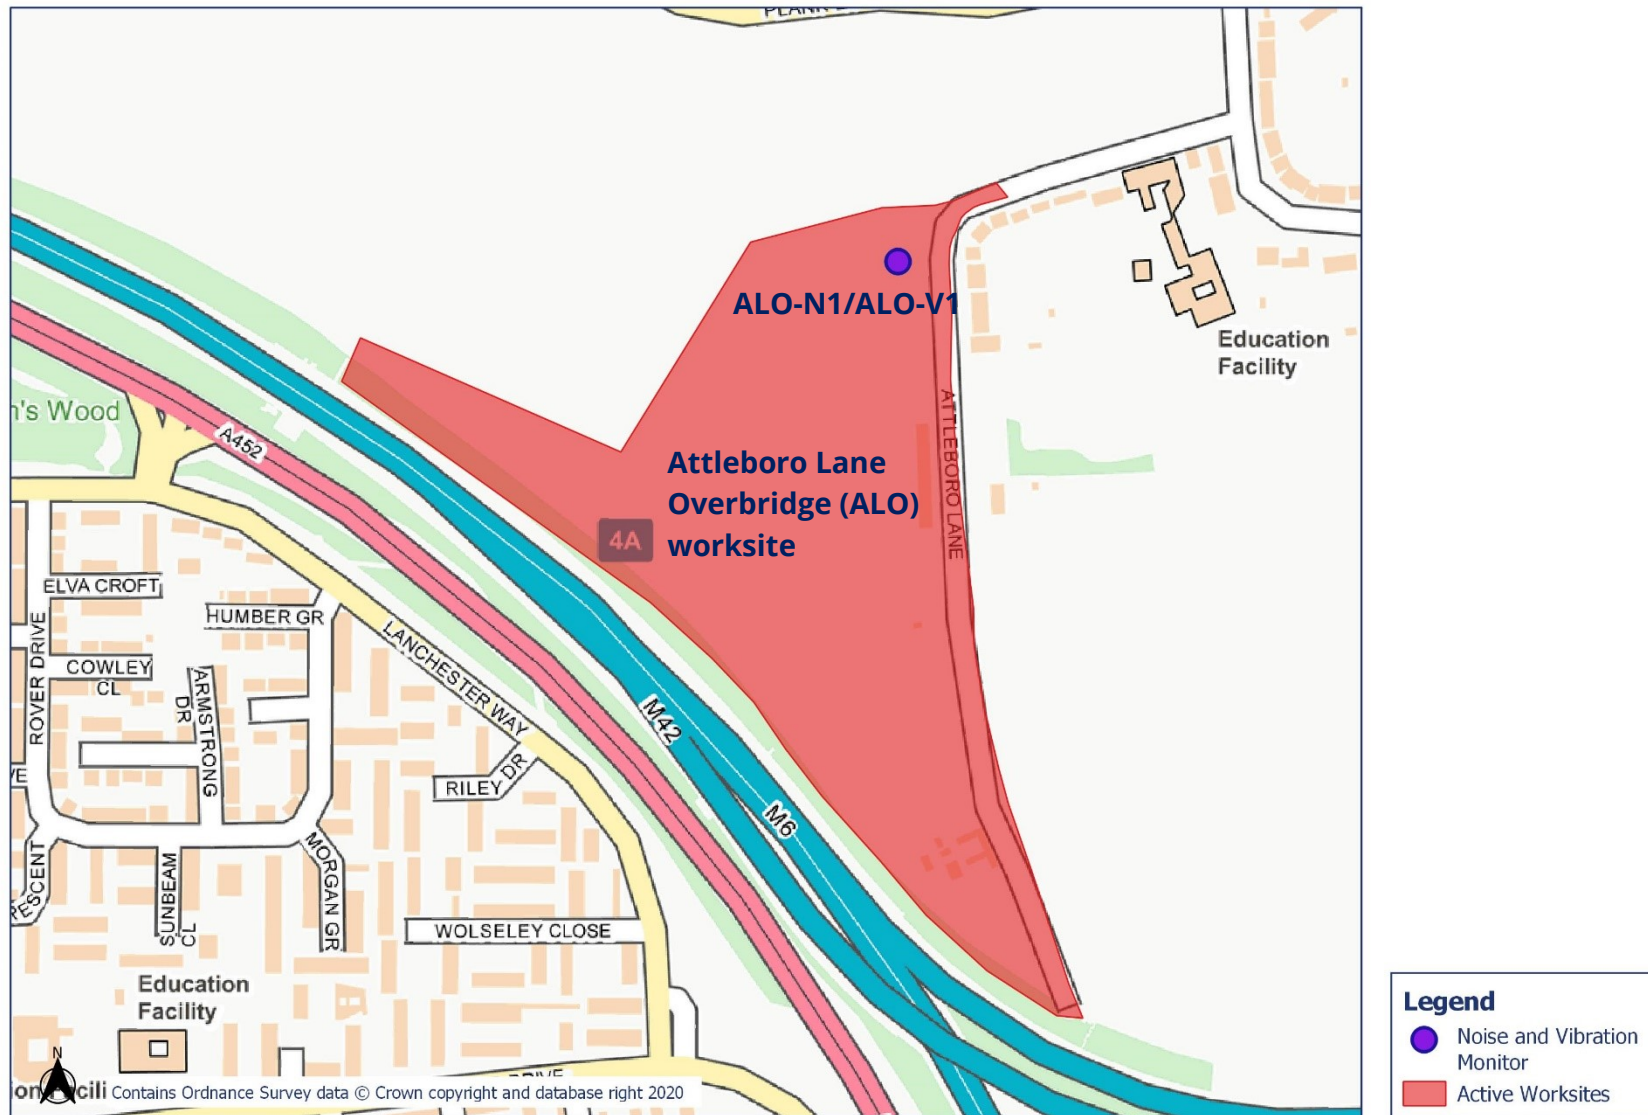 ALO-N1/ALO-V1
Education
Facility
n's Wood
A452
ATTLEBORO LANE
Attleboro Lane
Overbridge (ALO)
worksite
4A
ELVA CROFT
HUMBER GR
LANCHESTER WAY
ROVER DRIVE
COWLEY
CL
ARMSTRONG
DR
M42
RILEY DR
M6
MORGAN GR
SUNBEAM
CL
WOLSELEY CLOSE
Education
Facility
N
Contains Ordnance Survey data © Crown copyright and database right 2020
Legend
Noise and Vibration
Monitor
Active Worksites